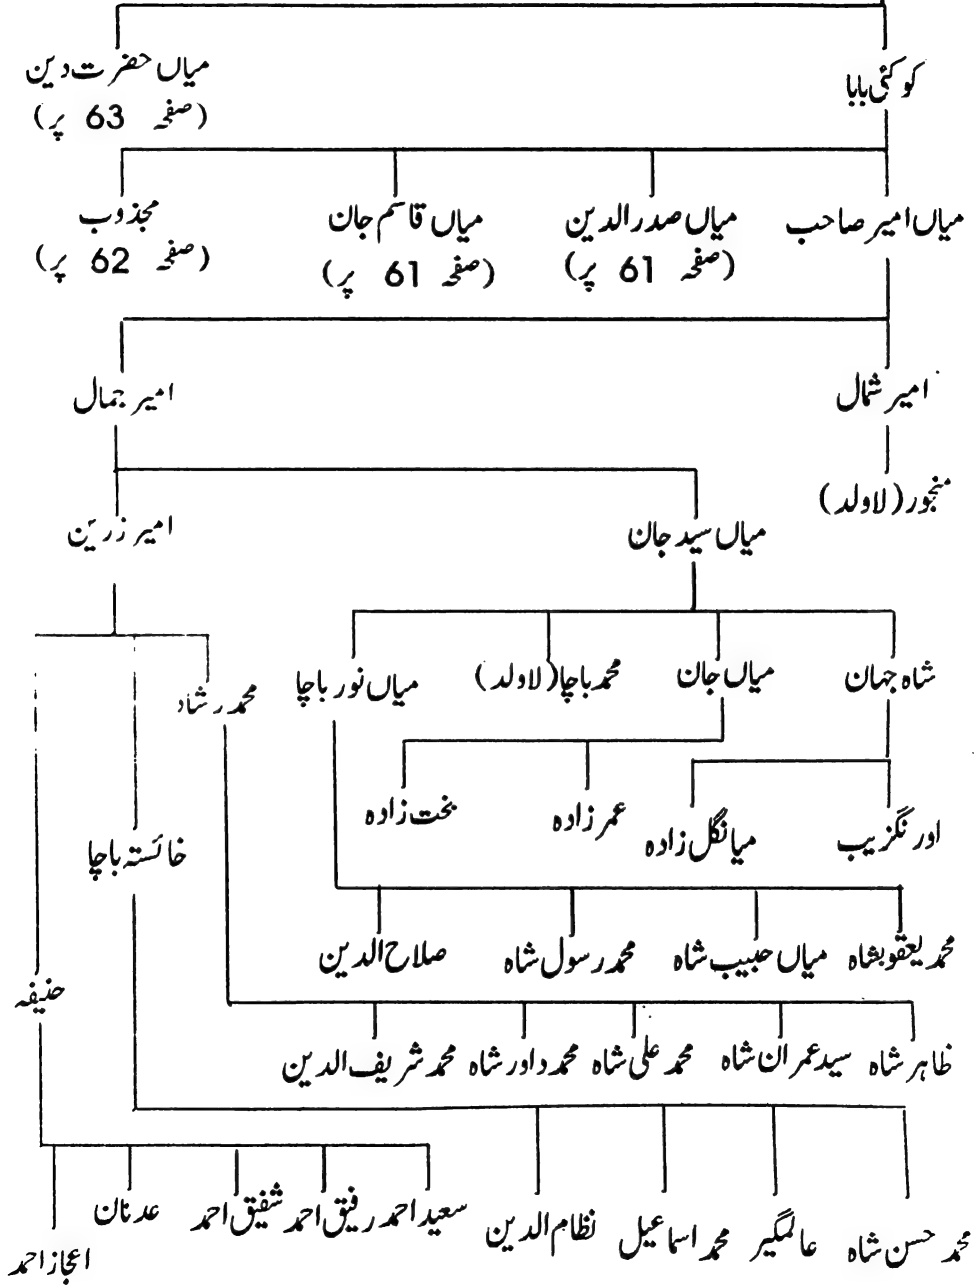 کوکئی بابا
میاں حضرت دین
(صفحہ 63 پر)
میاں امیر صاحب
میاں صدر الدین
(صفحہ 61 پر)
میاں قاسم جان
(صفحہ 61 پر)
مجذوب
(صفحہ 62 پر)
امیر شمال
امیر جمال
منجور (لاولد)
میاں سید جان
امیر زرین
شاہ جہان
میاں جان
محمد باچا (لاولد)
میاں نور باچا
محمد رشاد
اورنگزیب
میانگل زادہ
عمر زادہ
بخت زادہ
خائستہ باچا
محمد یعقوبشاہ
میاں حبیب شاہ
محمد رسول شاہ
صلاح الدین
حنیفہ
ظاہر شاہ
سید عمران شاہ
محمد علی شاہ
محمد داور شاہ
محمد شریف الدین
محمد حسن شاہ
عالمگیر
محمد اسماعیل
نظام الدین
سعید احمد
رفیق احمد
شفیق احمد
عدنان
اعجاز احمد